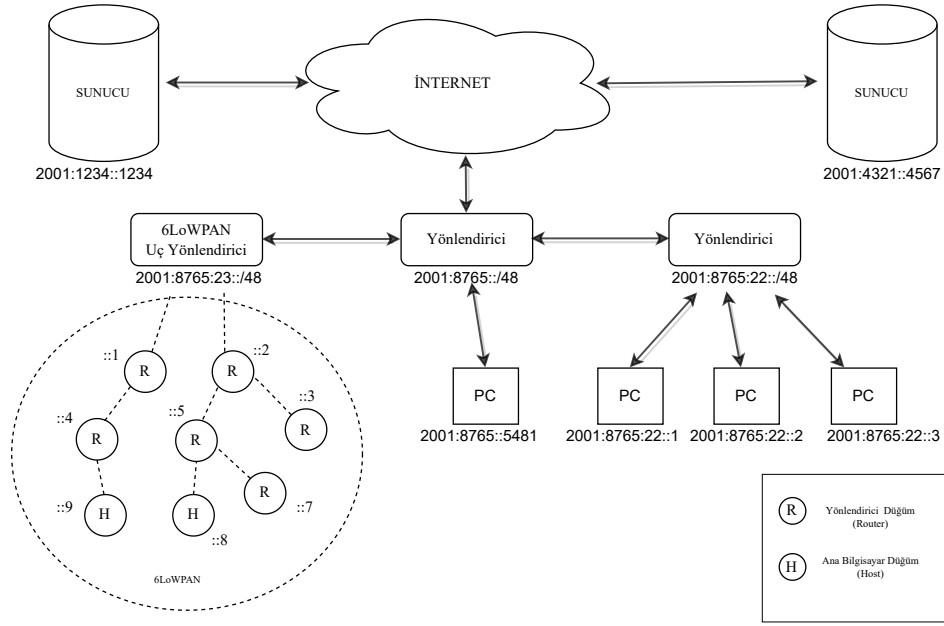 SUNUCU
İNTERNET
SUNUCU
2001:1234::1234
2001:4321::4567
6LoWPAN
Uç Yönlendirici
Yönlendirici
Yönlendirici
2001:8765:23::/48
2001:8765::/48
2001:8765:22::/48
::1
R
::2
R
::3
R
::4
R
::5
R
R
::7
::9
H
H
::8
6LoWPAN
PC
PC
PC
PC
2001:8765::5481
2001:8765:22::1
2001:8765:22::2
2001:8765:22::3
R
Yönlendirici Düğüm
(Router)
H
Ana Bilgisayar Düğüm
(Host)